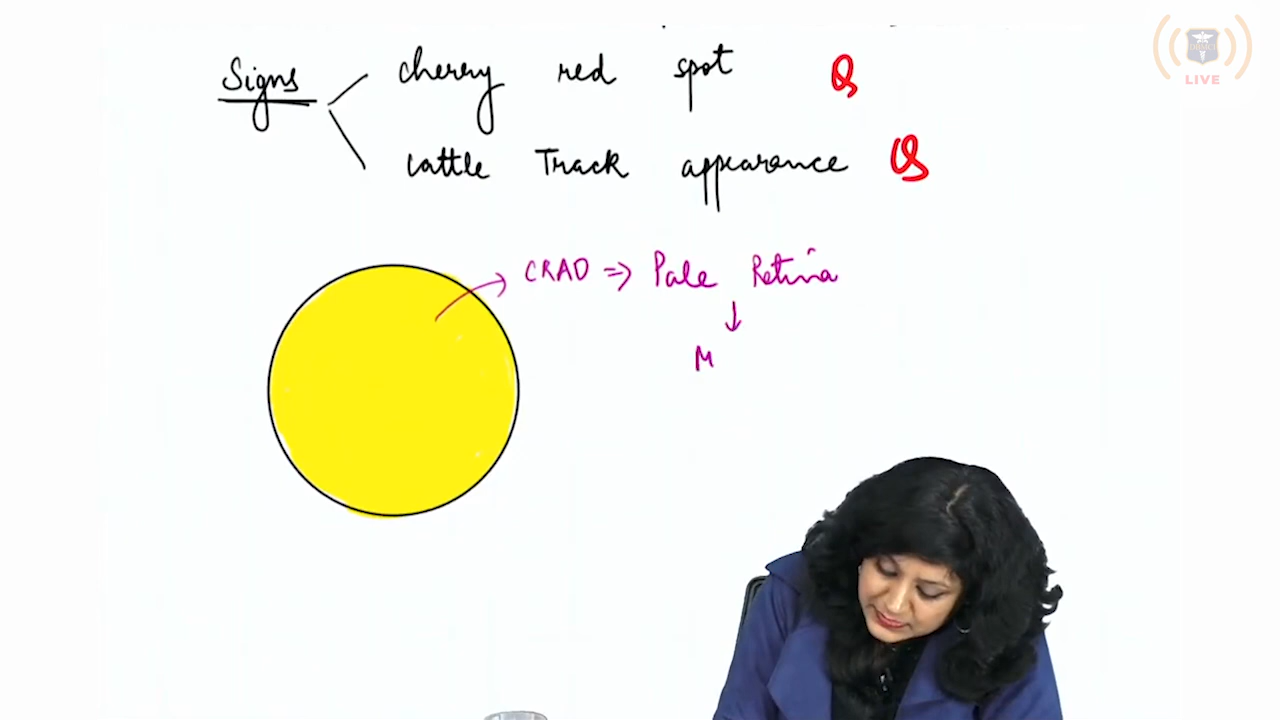 Signs
cherry red spot Q
cattle Track appearance Q
CRAO => Pale Retina
↓
M
LIVE